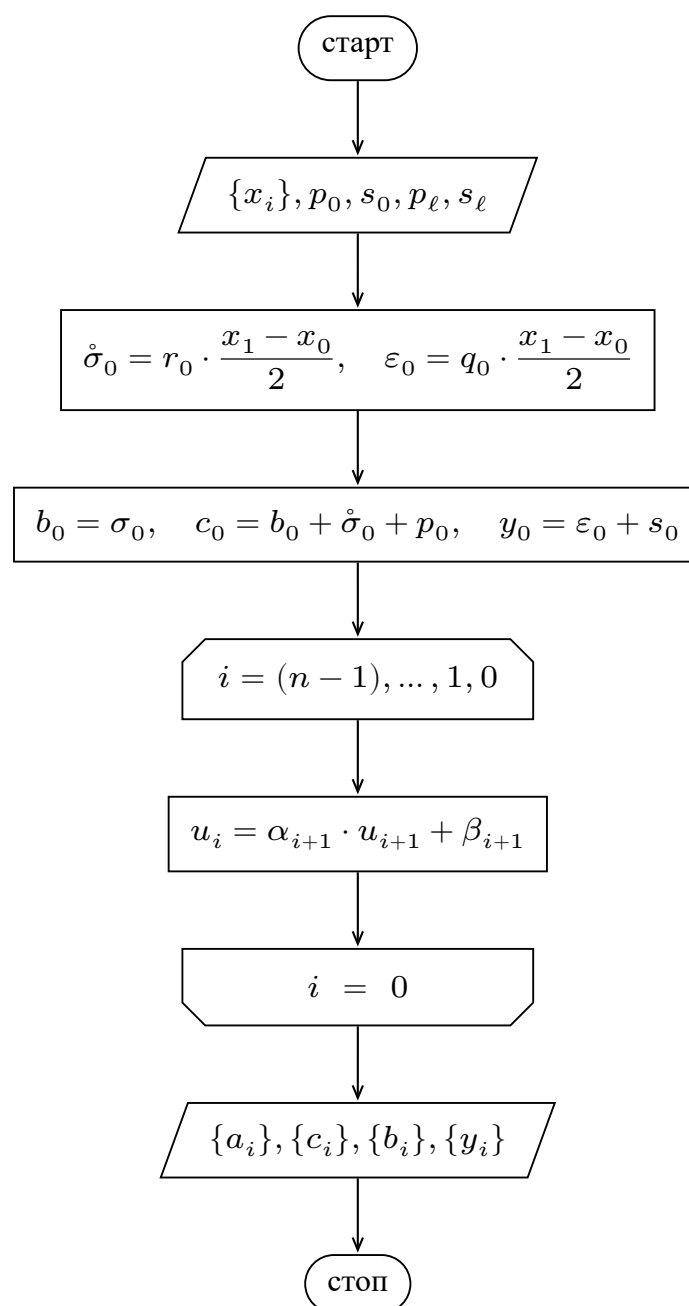 старт
{x_i}, p_0, s_0, p_ℓ, s_ℓ
σ̊_0 = r_0 · (x_1 − x_0)/2,   ε_0 = q_0 · (x_1 − x_0)/2
b_0 = σ_0,   c_0 = b_0 + σ̊_0 + p_0,   y_0 = ε_0 + s_0
i = (n − 1), … , 1, 0
u_i = α_{i+1} · u_{i+1} + β_{i+1}
i = 0
{a_i}, {c_i}, {b_i}, {y_i}
стоп